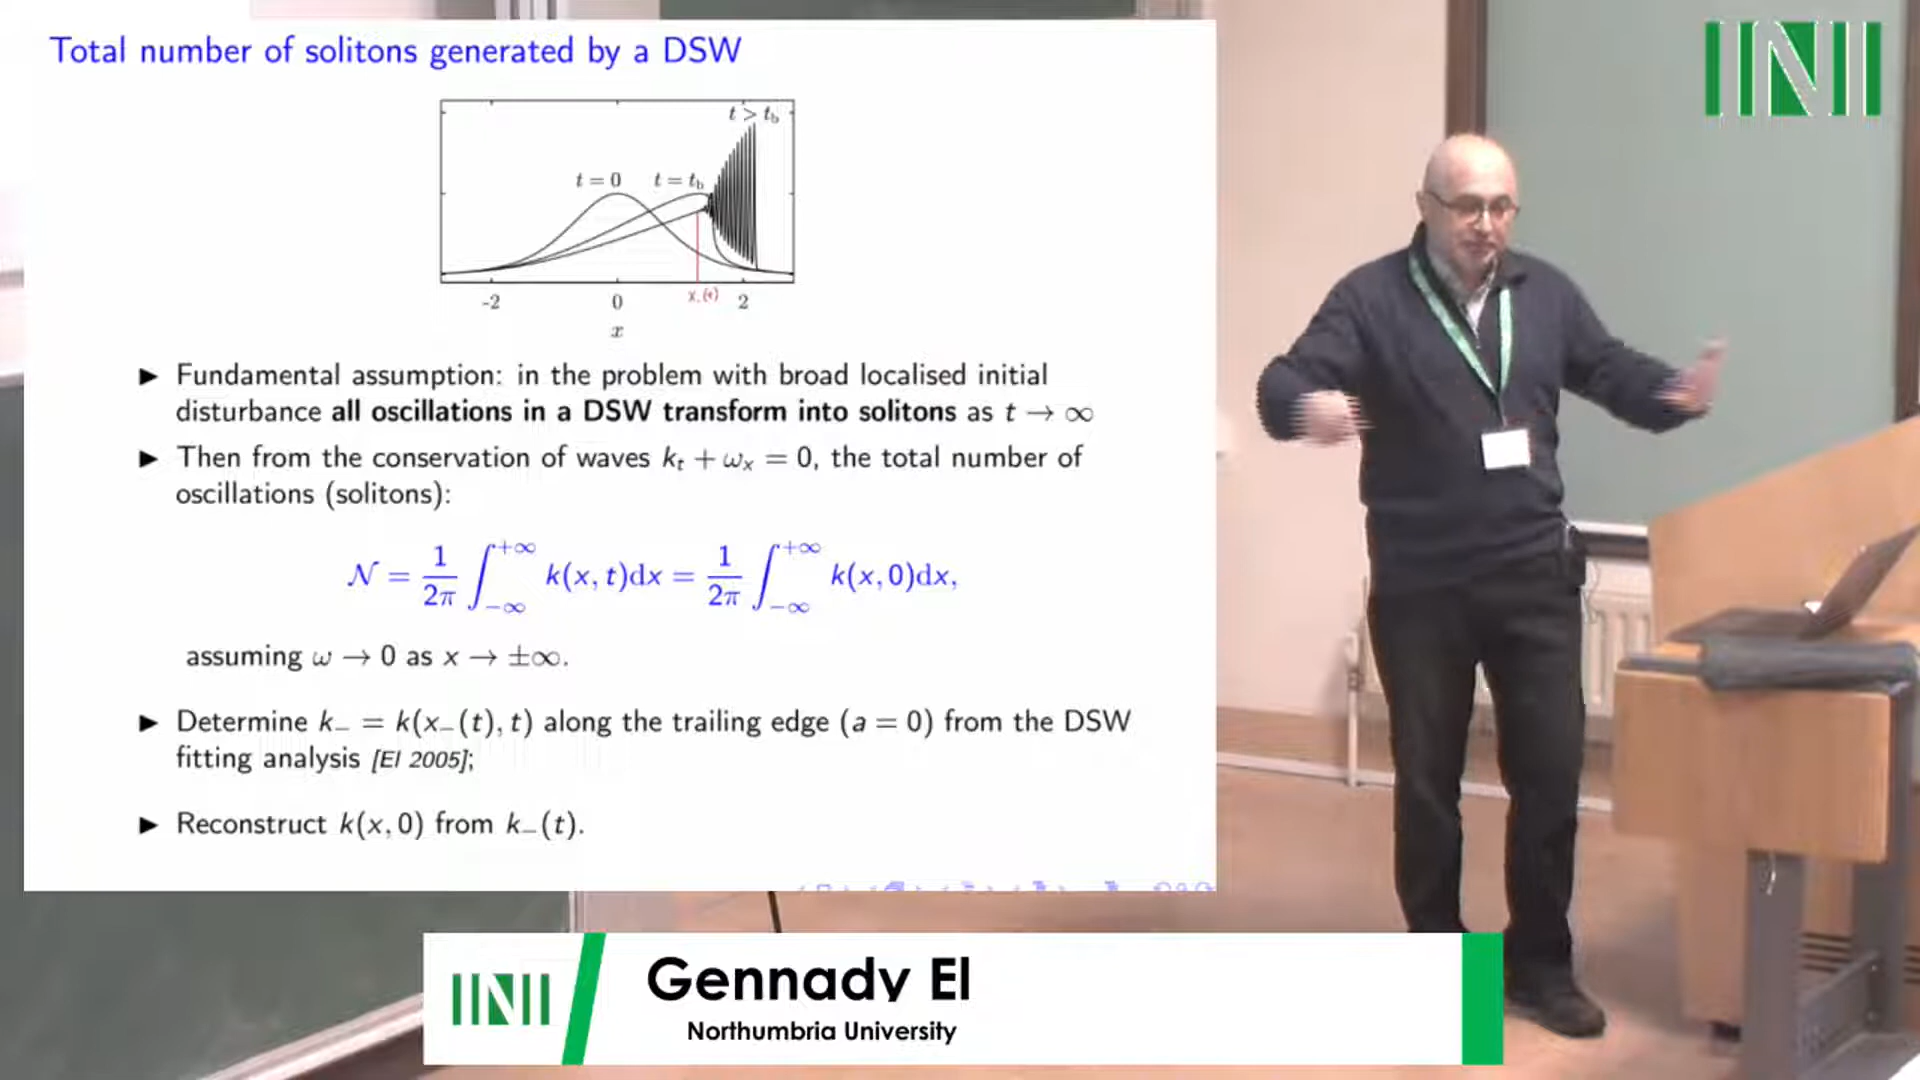 Total number of solitons generated by a DSW
t > t_b
t = 0
t = t_b
-2
0
x_-(t)
2
x
► Fundamental assumption: in the problem with broad localised initial
disturbance all oscillations in a DSW transform into solitons as t → ∞
► Then from the conservation of waves k_t + ω_x = 0, the total number of
oscillations (solitons):
𝒩 = 1/2π ∫_{-∞}^{+∞} k(x, t)dx = 1/2π ∫_{-∞}^{+∞} k(x, 0)dx,
assuming ω → 0 as x → ±∞.
► Determine k_- = k(x_-(t), t) along the trailing edge (a = 0) from the DSW
fitting analysis [El 2005];
► Reconstruct k(x, 0) from k_-(t).
INI
INI
Gennady El
Northumbria University